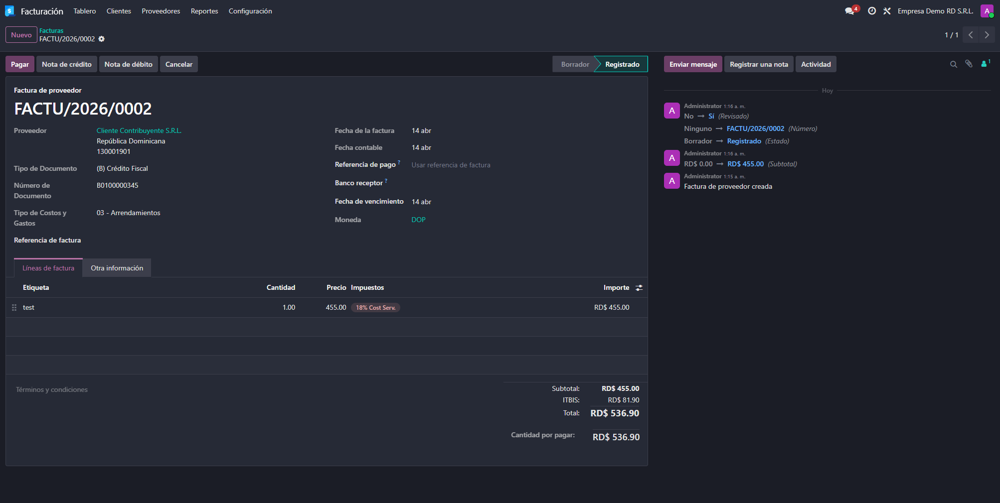 Facturación
Tablero
Clientes
Proveedores
Reportes
Configuración
4
Empresa Demo RD S.R.L.
A
Nuevo
Facturas
FACTU/2026/0002
1 / 1
Pagar
Nota de crédito
Nota de débito
Cancelar
Borrador
Registrado
Enviar mensaje
Registrar una nota
Actividad
1
Factura de proveedor
FACTU/2026/0002
Proveedor
Cliente Contribuyente S.R.L.
República Dominicana
130001901
Tipo de Documento
(B) Crédito Fiscal
Número de
Documento
B0100000345
Tipo de Costos y
Gastos
03 - Arrendamientos
Referencia de factura
Fecha de la factura
14 abr
Fecha contable
14 abr
Referencia de pago ?
Usar referencia de factura
Banco receptor ?
Fecha de vencimiento
14 abr
Moneda
DOP
Líneas de factura
Otra información
Etiqueta
Cantidad
Precio
Impuestos
Importe
test
1.00
455.00
18% Cost Serv.
RD$ 455.00
Términos y condiciones
Subtotal:
RD$ 455.00
ITBIS:
RD$ 81.90
Total:
RD$ 536.90
Cantidad por pagar:
RD$ 536.90
Hoy
A
Administrator 1:16 a. m.
No → Sí (Revisado)
Ninguno → FACTU/2026/0002 (Número)
Borrador → Registrado (Estado)
A
Administrator 1:16 a. m.
RD$ 0.00 → RD$ 455.00 (Subtotal)
A
Administrator 1:15 a. m.
Factura de proveedor creada